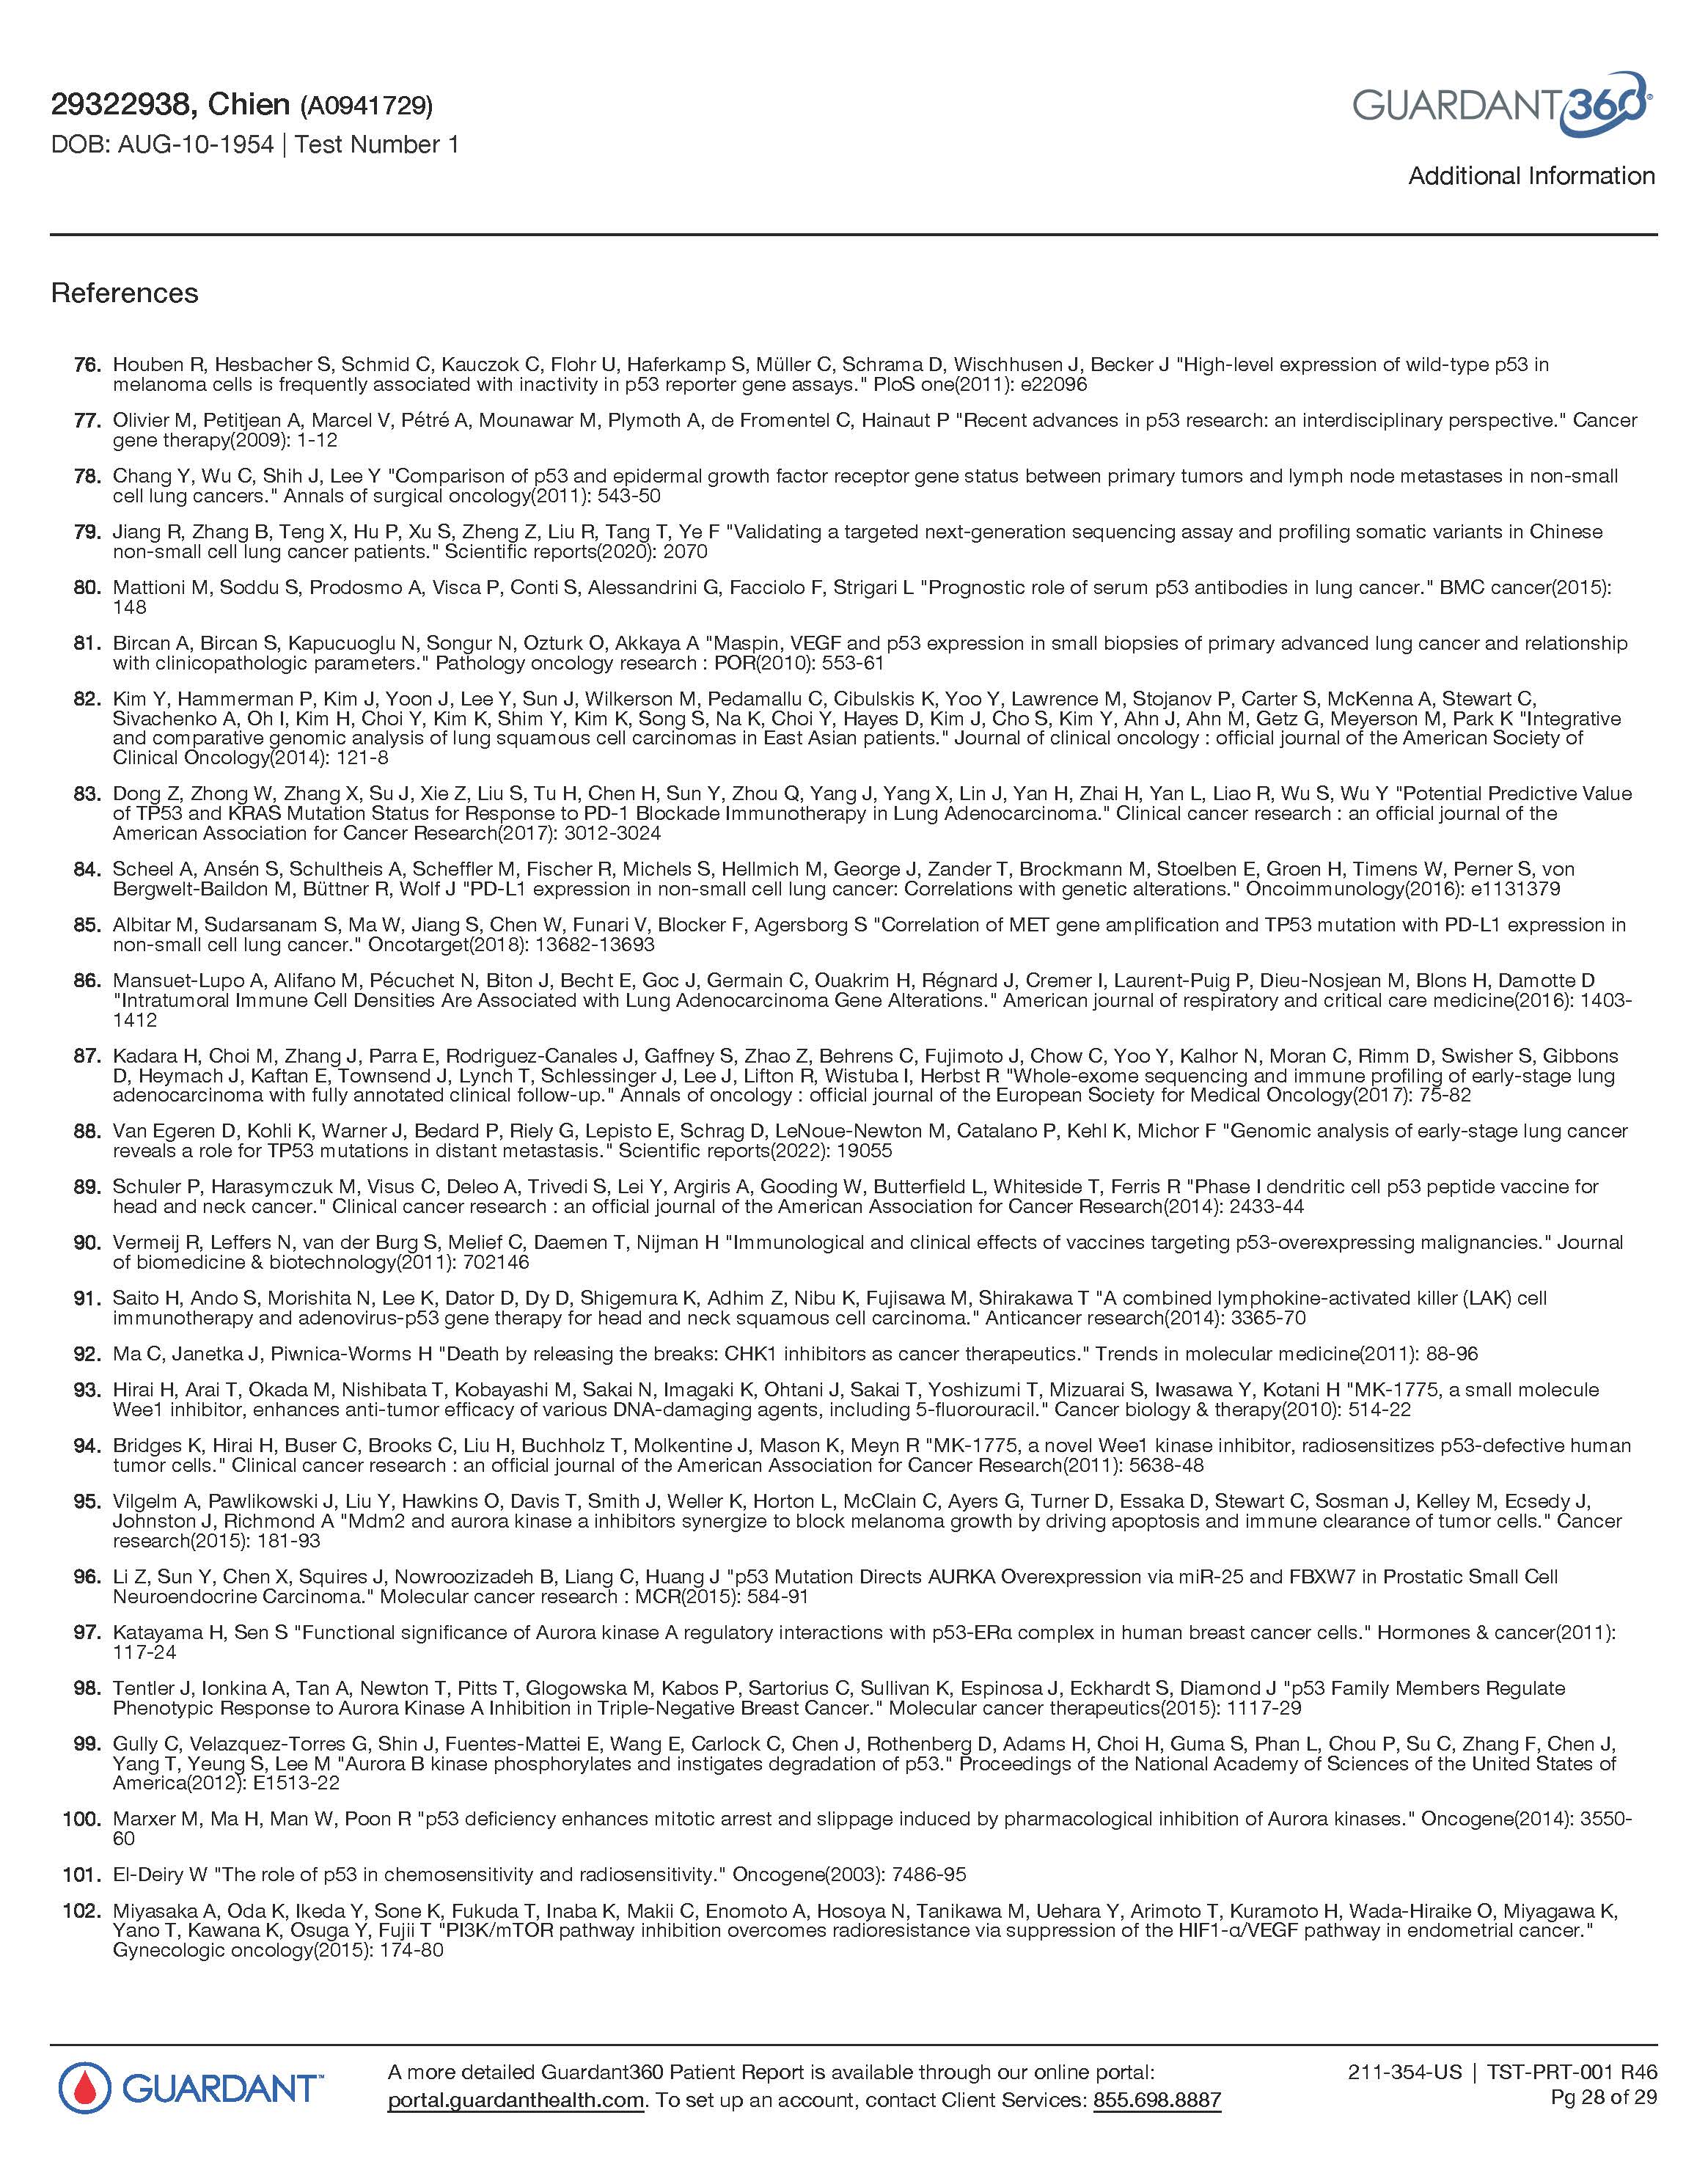 29322938, Chien (A0941729)
DOB: AUG-10-1954 | Test Number 1
GUARDANT360®
Additional Information
References
76. Houben R, Hesbacher S, Schmid C, Kauczok C, Flohr U, Haferkamp S, Müller C, Schrama D, Wischhusen J, Becker J "High-level expression of wild-type p53 in
melanoma cells is frequently associated with inactivity in p53 reporter gene assays." PloS one(2011): e22096
77. Olivier M, Petitjean A, Marcel V, Pétré A, Mounawar M, Plymoth A, de Fromentel C, Hainaut P "Recent advances in p53 research: an interdisciplinary perspective." Cancer
gene therapy(2009): 1-12
78. Chang Y, Wu C, Shih J, Lee Y "Comparison of p53 and epidermal growth factor receptor gene status between primary tumors and lymph node metastases in non-small
cell lung cancers." Annals of surgical oncology(2011): 543-50
79. Jiang R, Zhang B, Teng X, Hu P, Xu S, Zheng Z, Liu R, Tang T, Ye F "Validating a targeted next-generation sequencing assay and profiling somatic variants in Chinese
non-small cell lung cancer patients." Scientific reports(2020): 2070
80. Mattioni M, Soddu S, Prodosmo A, Visca P, Conti S, Alessandrini G, Facciolo F, Strigari L "Prognostic role of serum p53 antibodies in lung cancer." BMC cancer(2015):
148
81. Bircan A, Bircan S, Kapucuoglu N, Songur N, Ozturk O, Akkaya A "Maspin, VEGF and p53 expression in small biopsies of primary advanced lung cancer and relationship
with clinicopathologic parameters." Pathology oncology research : POR(2010): 553-61
82. Kim Y, Hammerman P, Kim J, Yoon J, Lee Y, Sun J, Wilkerson M, Pedamallu C, Cibulskis K, Yoo Y, Lawrence M, Stojanov P, Carter S, McKenna A, Stewart C,
Sivachenko A, Oh I, Kim H, Choi Y, Kim K, Shim Y, Kim K, Song S, Na K, Choi Y, Hayes D, Kim J, Cho S, Kim Y, Ahn J, Ahn M, Getz G, Meyerson M, Park K "Integrative
and comparative genomic analysis of lung squamous cell carcinomas in East Asian patients." Journal of clinical oncology : official journal of the American Society of
Clinical Oncology(2014): 121-8
83. Dong Z, Zhong W, Zhang X, Su J, Xie Z, Liu S, Tu H, Chen H, Sun Y, Zhou Q, Yang J, Yang X, Lin J, Yan H, Zhai H, Yan L, Liao R, Wu S, Wu Y "Potential Predictive Value
of TP53 and KRAS Mutation Status for Response to PD-1 Blockade Immunotherapy in Lung Adenocarcinoma." Clinical cancer research : an official journal of the
American Association for Cancer Research(2017): 3012-3024
84. Scheel A, Ansén S, Schultheis A, Scheffler M, Fischer R, Michels S, Hellmich M, George J, Zander T, Brockmann M, Stoelben E, Groen H, Timens W, Perner S, von
Bergwelt-Baildon M, Büttner R, Wolf J "PD-L1 expression in non-small cell lung cancer: Correlations with genetic alterations." Oncoimmunology(2016): e1131379
85. Albitar M, Sudarsanam S, Ma W, Jiang S, Chen W, Funari V, Blocker F, Agersborg S "Correlation of MET gene amplification and TP53 mutation with PD-L1 expression in
non-small cell lung cancer." Oncotarget(2018): 13682-13693
86. Mansuet-Lupo A, Alifano M, Pécuchet N, Biton J, Becht E, Goc J, Germain C, Ouakrim H, Régnard J, Cremer I, Laurent-Puig P, Dieu-Nosjean M, Blons H, Damotte D
"Intratumoral Immune Cell Densities Are Associated with Lung Adenocarcinoma Gene Alterations." American journal of respiratory and critical care medicine(2016): 1403-
1412
87. Kadara H, Choi M, Zhang J, Parra E, Rodriguez-Canales J, Gaffney S, Zhao Z, Behrens C, Fujimoto J, Chow C, Yoo Y, Kalhor N, Moran C, Rimm D, Swisher S, Gibbons
D, Heymach J, Kaftan E, Townsend J, Lynch T, Schlessinger J, Lee J, Lifton R, Wistuba I, Herbst R "Whole-exome sequencing and immune profiling of early-stage lung
adenocarcinoma with fully annotated clinical follow-up." Annals of oncology : official journal of the European Society for Medical Oncology(2017): 75-82
88. Van Egeren D, Kohli K, Warner J, Bedard P, Riely G, Lepisto E, Schrag D, LeNoue-Newton M, Catalano P, Kehl K, Michor F "Genomic analysis of early-stage lung cancer
reveals a role for TP53 mutations in distant metastasis." Scientific reports(2022): 19055
89. Schuler P, Harasymczuk M, Visus C, Deleo A, Trivedi S, Lei Y, Argiris A, Gooding W, Butterfield L, Whiteside T, Ferris R "Phase I dendritic cell p53 peptide vaccine for
head and neck cancer." Clinical cancer research : an official journal of the American Association for Cancer Research(2014): 2433-44
90. Vermeij R, Leffers N, van der Burg S, Melief C, Daemen T, Nijman H "Immunological and clinical effects of vaccines targeting p53-overexpressing malignancies." Journal
of biomedicine & biotechnology(2011): 702146
91. Saito H, Ando S, Morishita N, Lee K, Dator D, Dy D, Shigemura K, Adhim Z, Nibu K, Fujisawa M, Shirakawa T "A combined lymphokine-activated killer (LAK) cell
immunotherapy and adenovirus-p53 gene therapy for head and neck squamous cell carcinoma." Anticancer research(2014): 3365-70
92. Ma C, Janetka J, Piwnica-Worms H "Death by releasing the breaks: CHK1 inhibitors as cancer therapeutics." Trends in molecular medicine(2011): 88-96
93. Hirai H, Arai T, Okada M, Nishibata T, Kobayashi M, Sakai N, Imagaki K, Ohtani J, Sakai T, Yoshizumi T, Mizuarai S, Iwasawa Y, Kotani H "MK-1775, a small molecule
Wee1 inhibitor, enhances anti-tumor efficacy of various DNA-damaging agents, including 5-fluorouracil." Cancer biology & therapy(2010): 514-22
94. Bridges K, Hirai H, Buser C, Brooks C, Liu H, Buchholz T, Molkentine J, Mason K, Meyn R "MK-1775, a novel Wee1 kinase inhibitor, radiosensitizes p53-defective human
tumor cells." Clinical cancer research : an official journal of the American Association for Cancer Research(2011): 5638-48
95. Vilgelm A, Pawlikowski J, Liu Y, Hawkins O, Davis T, Smith J, Weller K, Horton L, McClain C, Ayers G, Turner D, Essaka D, Stewart C, Sosman J, Kelley M, Ecsedy J,
Johnston J, Richmond A "Mdm2 and aurora kinase a inhibitors synergize to block melanoma growth by driving apoptosis and immune clearance of tumor cells." Cancer
research(2015): 181-93
96. Li Z, Sun Y, Chen X, Squires J, Nowroozizadeh B, Liang C, Huang J "p53 Mutation Directs AURKA Overexpression via miR-25 and FBXW7 in Prostatic Small Cell
Neuroendocrine Carcinoma." Molecular cancer research : MCR(2015): 584-91
97. Katayama H, Sen S "Functional significance of Aurora kinase A regulatory interactions with p53-ERα complex in human breast cancer cells." Hormones & cancer(2011):
117-24
98. Tentler J, Ionkina A, Tan A, Newton T, Pitts T, Glogowska M, Kabos P, Sartorius C, Sullivan K, Espinosa J, Eckhardt S, Diamond J "p53 Family Members Regulate
Phenotypic Response to Aurora Kinase A Inhibition in Triple-Negative Breast Cancer." Molecular cancer therapeutics(2015): 1117-29
99. Gully C, Velazquez-Torres G, Shin J, Fuentes-Mattei E, Wang E, Carlock C, Chen J, Rothenberg D, Adams H, Choi H, Guma S, Phan L, Chou P, Su C, Zhang F, Chen J,
Yang T, Yeung S, Lee M "Aurora B kinase phosphorylates and instigates degradation of p53." Proceedings of the National Academy of Sciences of the United States of
America(2012): E1513-22
100. Marxer M, Ma H, Man W, Poon R "p53 deficiency enhances mitotic arrest and slippage induced by pharmacological inhibition of Aurora kinases." Oncogene(2014): 3550-
60
101. El-Deiry W "The role of p53 in chemosensitivity and radiosensitivity." Oncogene(2003): 7486-95
102. Miyasaka A, Oda K, Ikeda Y, Sone K, Fukuda T, Inaba K, Makii C, Enomoto A, Hosoya N, Tanikawa M, Uehara Y, Arimoto T, Kuramoto H, Wada-Hiraike O, Miyagawa K,
Yano T, Kawana K, Osuga Y, Fujii T "PI3K/mTOR pathway inhibition overcomes radioresistance via suppression of the HIF1-α/VEGF pathway in endometrial cancer."
Gynecologic oncology(2015): 174-80
GUARDANT™
A more detailed Guardant360 Patient Report is available through our online portal:
portal.guardanthealth.com. To set up an account, contact Client Services: 855.698.8887
211-354-US | TST-PRT-001 R46
Pg 28 of 29